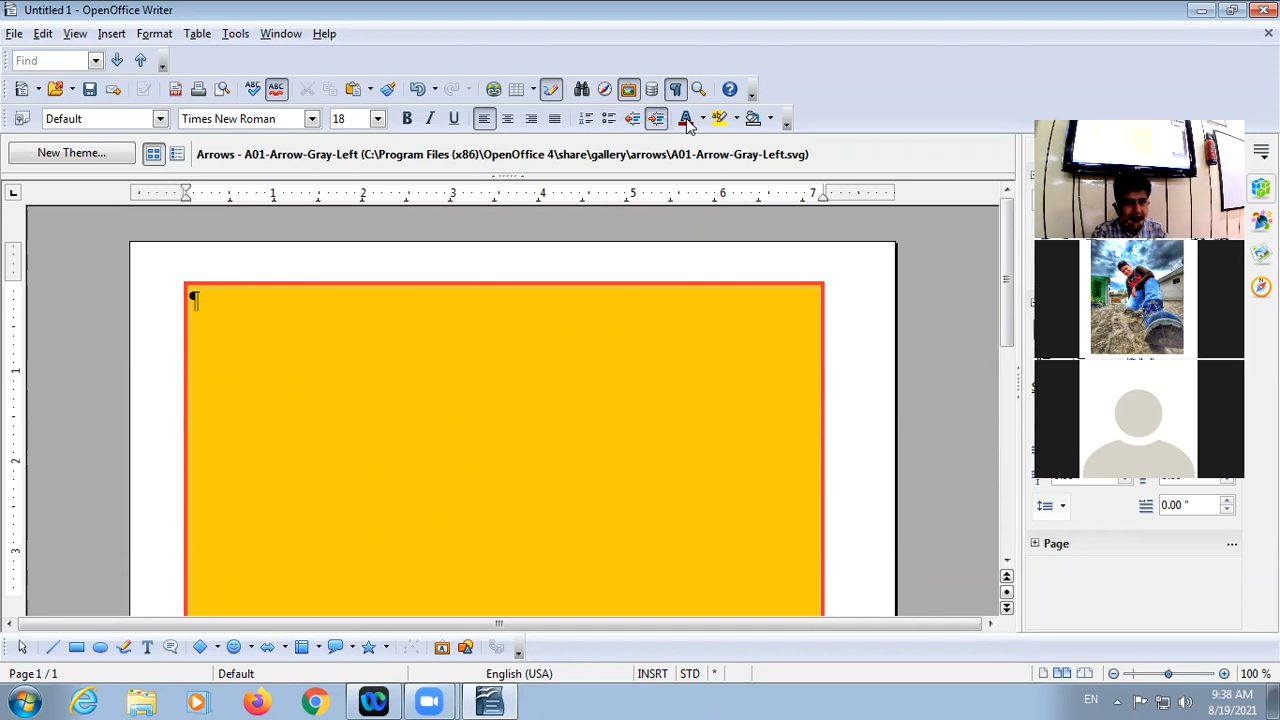 Untitled 1 - OpenOffice Writer
File Edit View Insert Format Table Tools Window Help
Find
Default Times New Roman 18 B I U
New Theme... Arrows - A01-Arrow-Gray-Left (C:\Program Files (x86)\OpenOffice 4\share\gallery\arrows\A01-Arrow-Gray-Left.svg)
1 2 3 4 5 6 7
¶
1
2
3
0.00 "
Page
Page 1 / 1 Default English (USA) INSRT STD * 100 %
EN 9:38 AM
8/19/2021